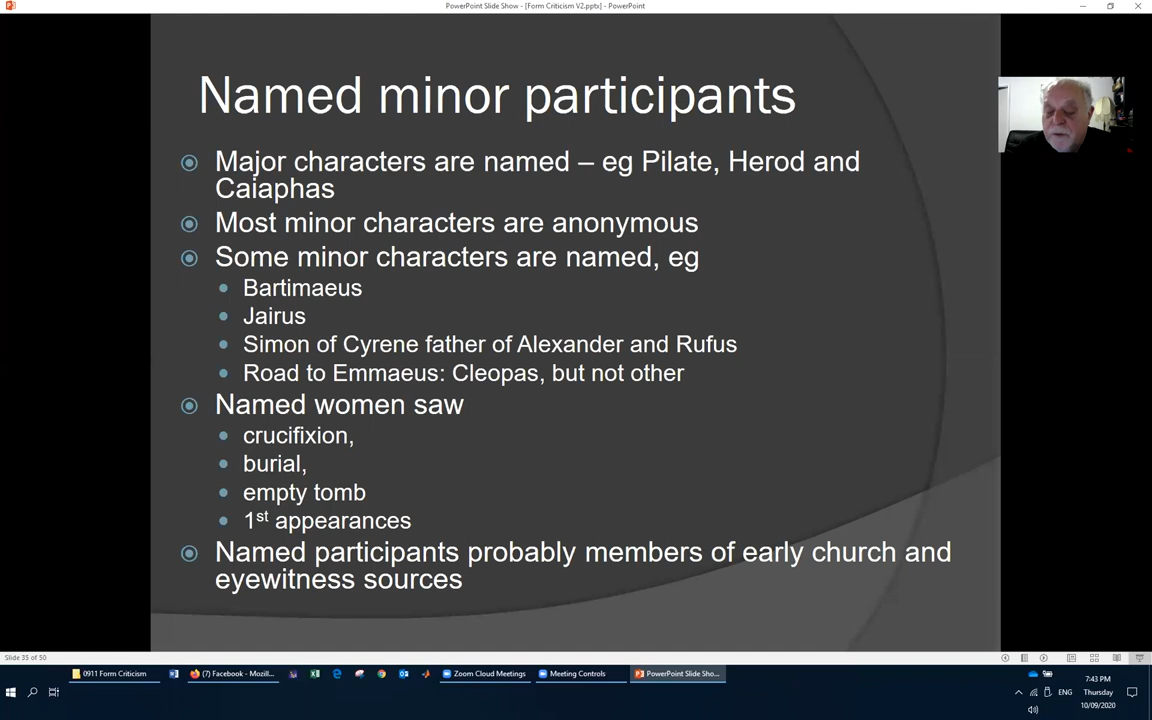 PowerPoint Slide Show - [Form Criticism V2.pptx] - PowerPoint
Named minor participants
Major characters are named – eg Pilate, Herod and
Caiaphas
Most minor characters are anonymous
Some minor characters are named, eg
Bartimaeus
Jairus
Simon of Cyrene father of Alexander and Rufus
Road to Emmaeus: Cleopas, but not other
Named women saw
crucifixion,
burial,
empty tomb
1st appearances
Named participants probably members of early church and
eyewitness sources
Slide 35 of 50
0911 Form Criticism
(7) Facebook - Mozill...
Zoom Cloud Meetings
Meeting Controls
PowerPoint Slide Sho...
ENG
7:43 PM
Thursday
10/09/2020